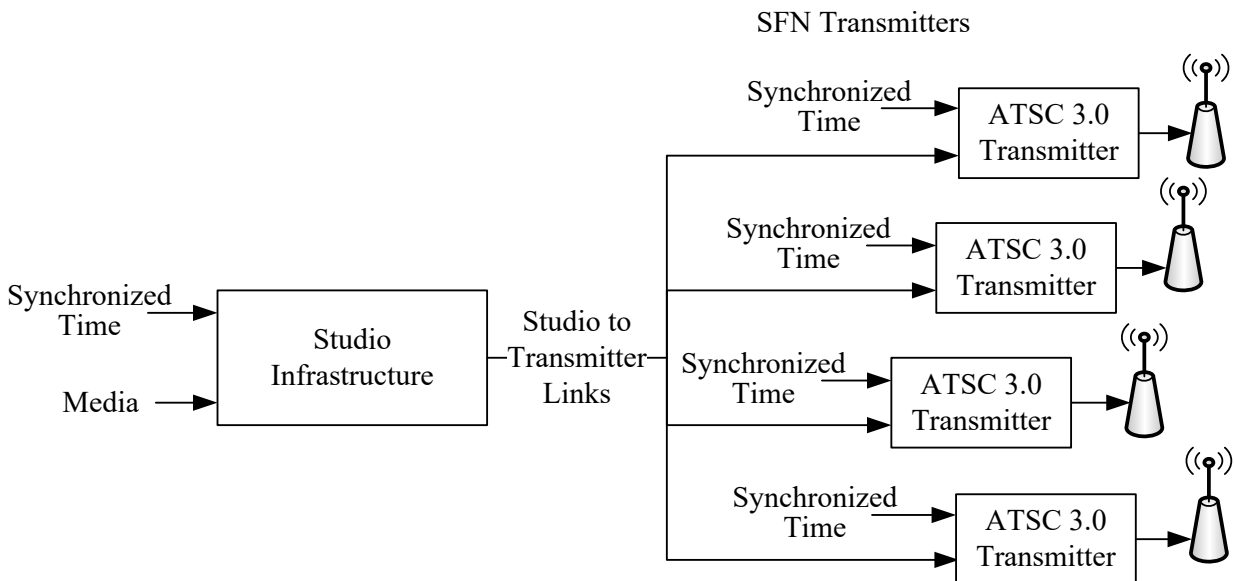 SFN Transmitters
Synchronized
Time
ATSC 3.0
Transmitter
Synchronized
Time
ATSC 3.0
Transmitter
Synchronized
Time
Media
Studio
Infrastructure
Studio to
Transmitter
Links
Synchronized
Time
ATSC 3.0
Transmitter
Synchronized
Time
ATSC 3.0
Transmitter